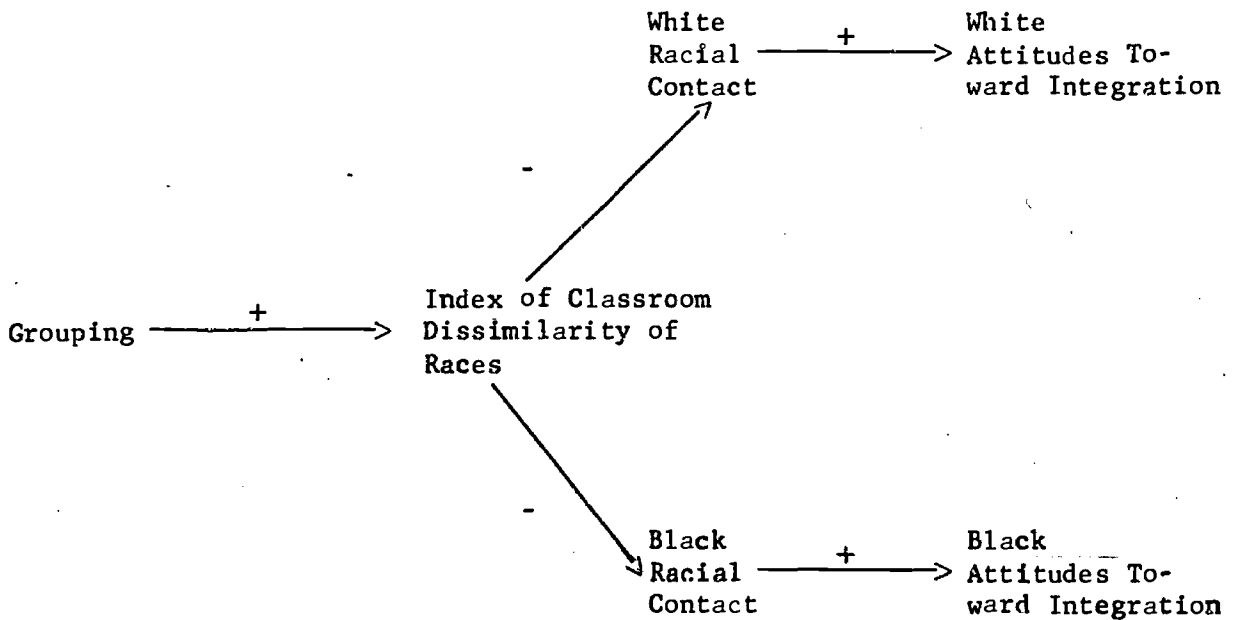 White
Racial
Contact
+
White
Attitudes To-
ward Integration
-
Grouping
+
Index of Classroom
Dissimilarity of
Races
-
Black
Racial
Contact
+
Black
Attitudes To-
ward Integration